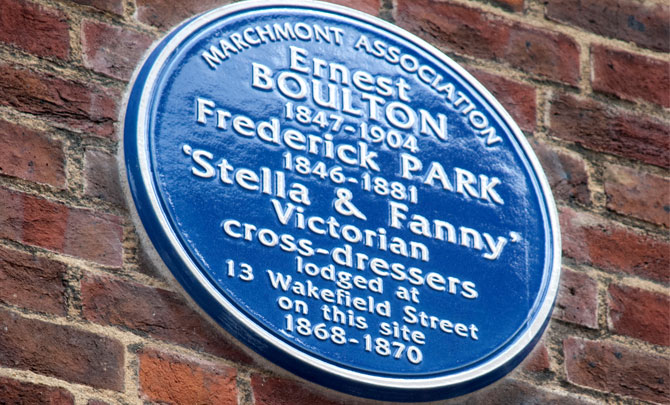 MARCHMONT ASSOCIATION
Ernest
BOULTON
1847-1904
Frederick PARK
1846-1881
'Stella & Fanny'
Victorian
cross-dressers
lodged at
13 Wakefield Street
on this site
1868-1870